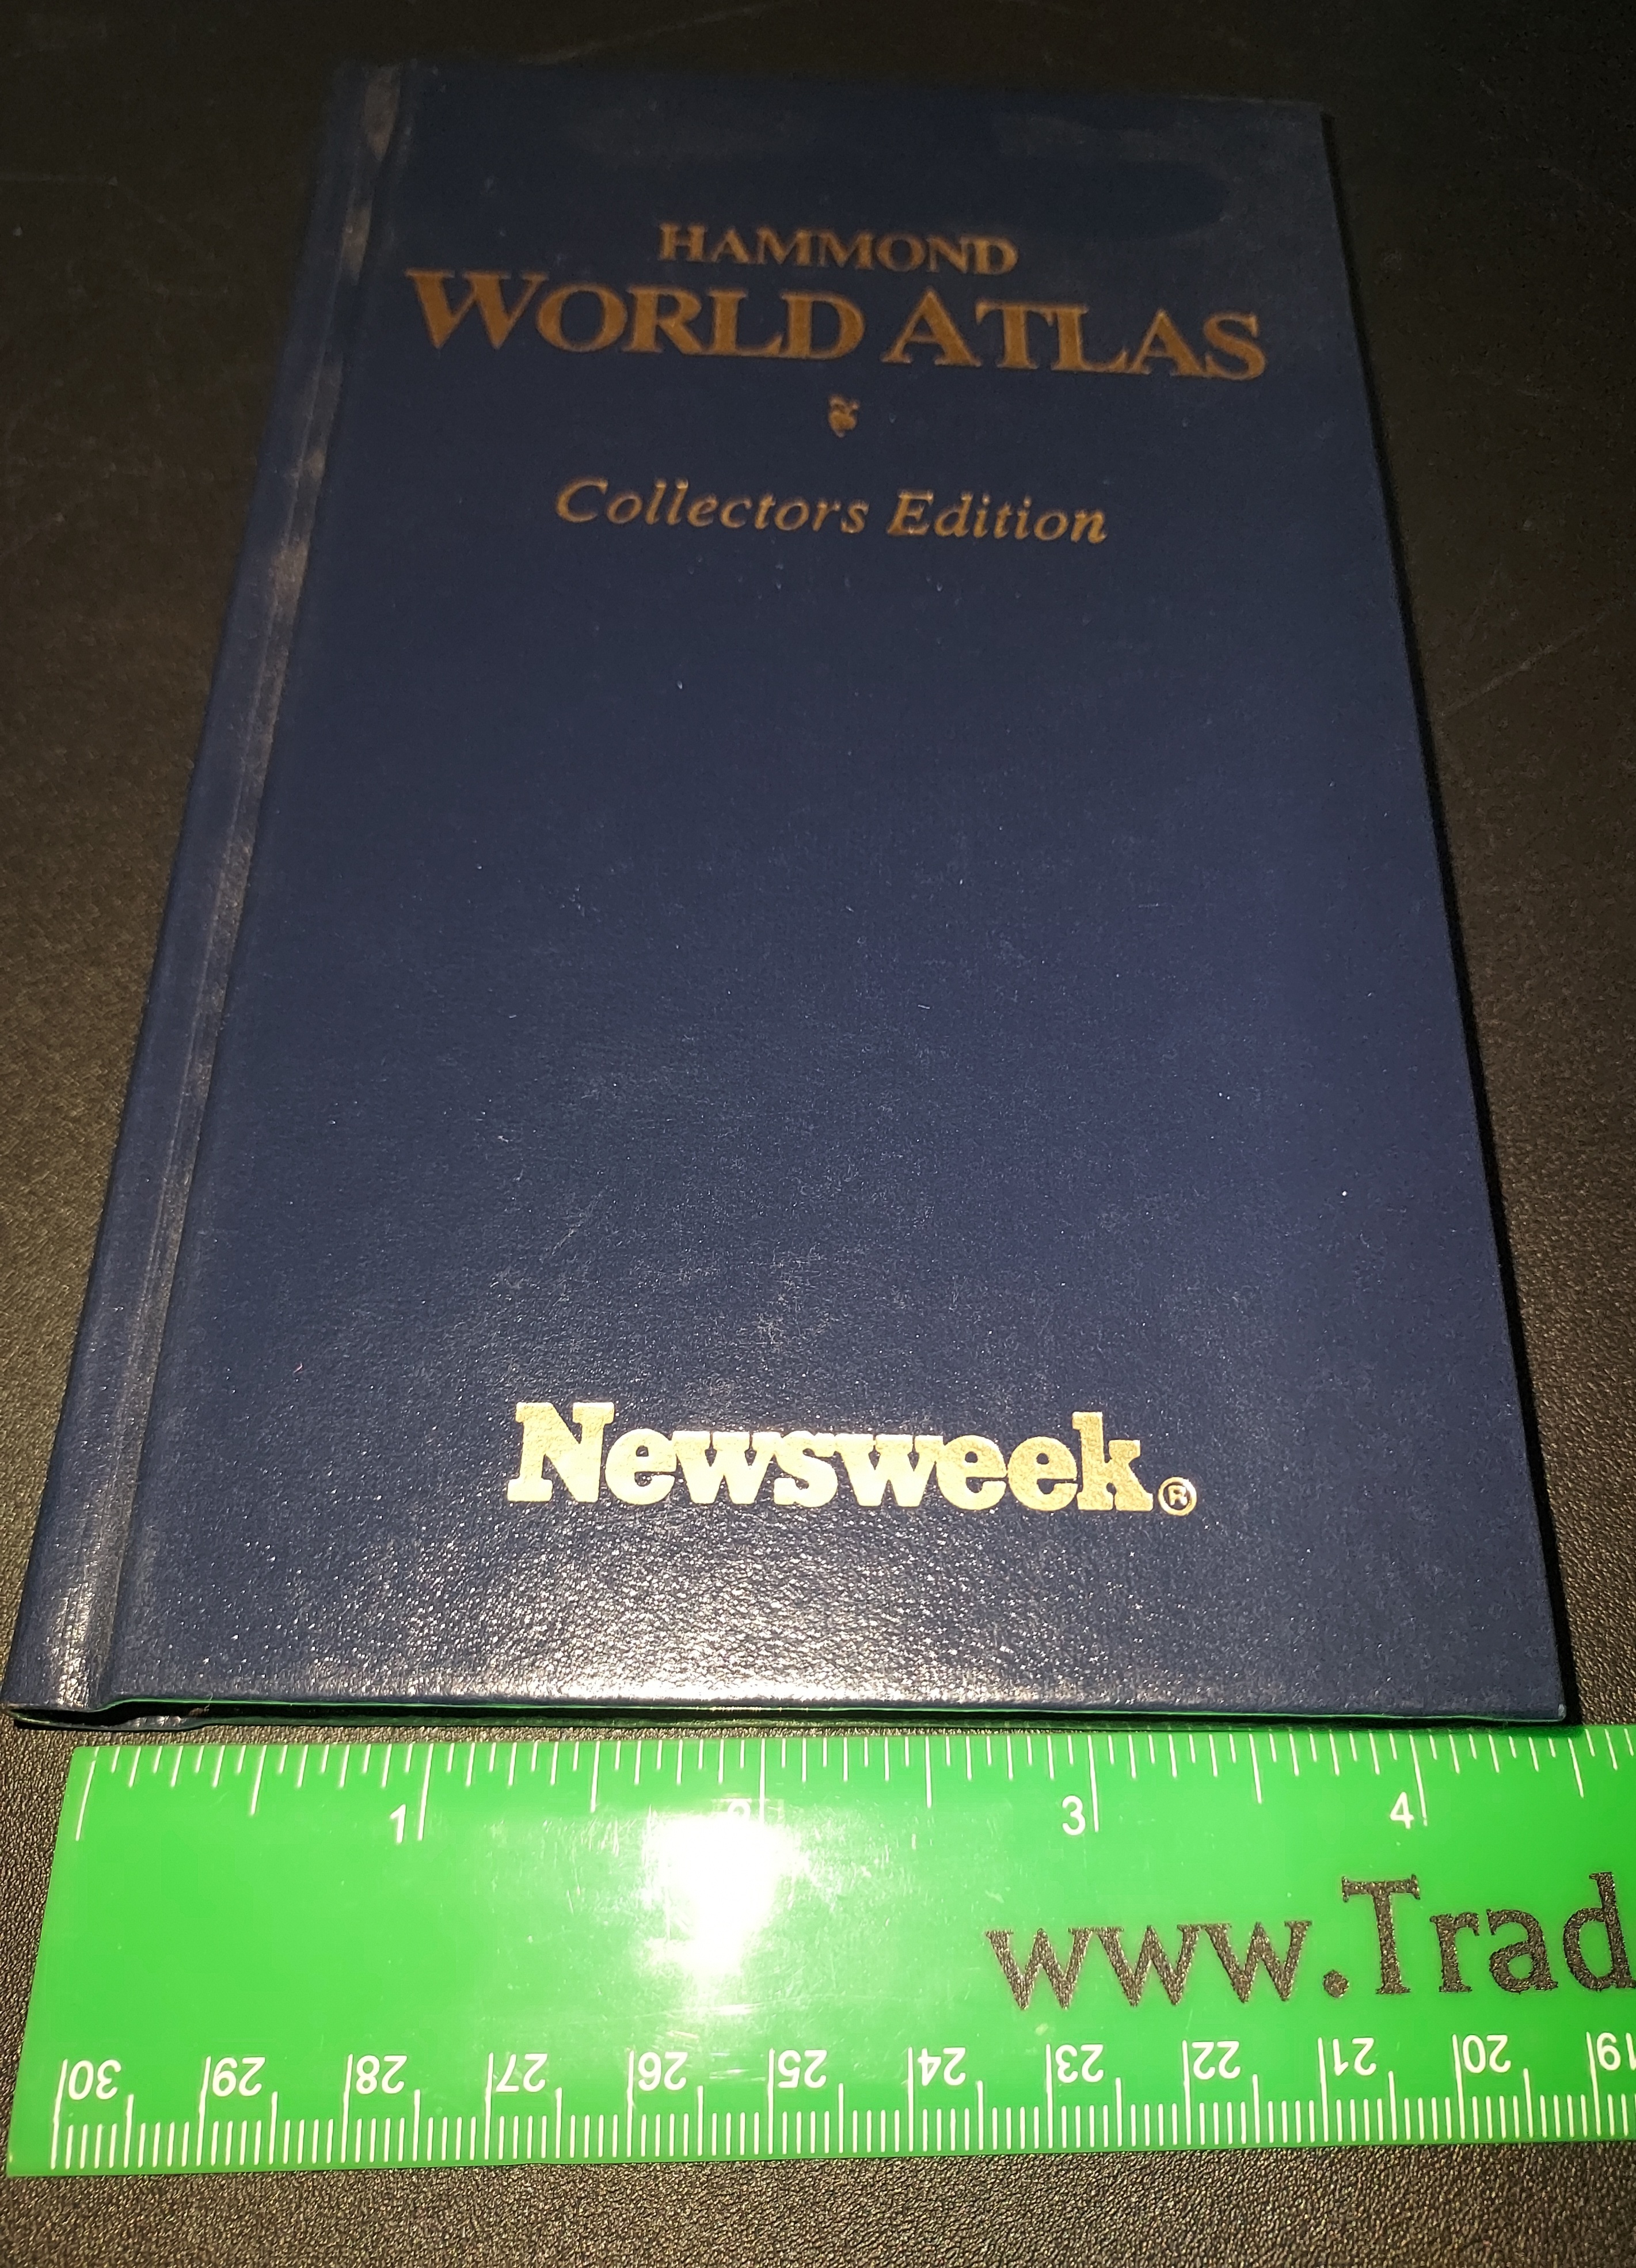 HAMMOND
WORLD ATLAS
Collectors Edition
Newsweek®
1 2 3 4
www.Trad
30 29 28 27 26 25 24 23 22 21 20 19